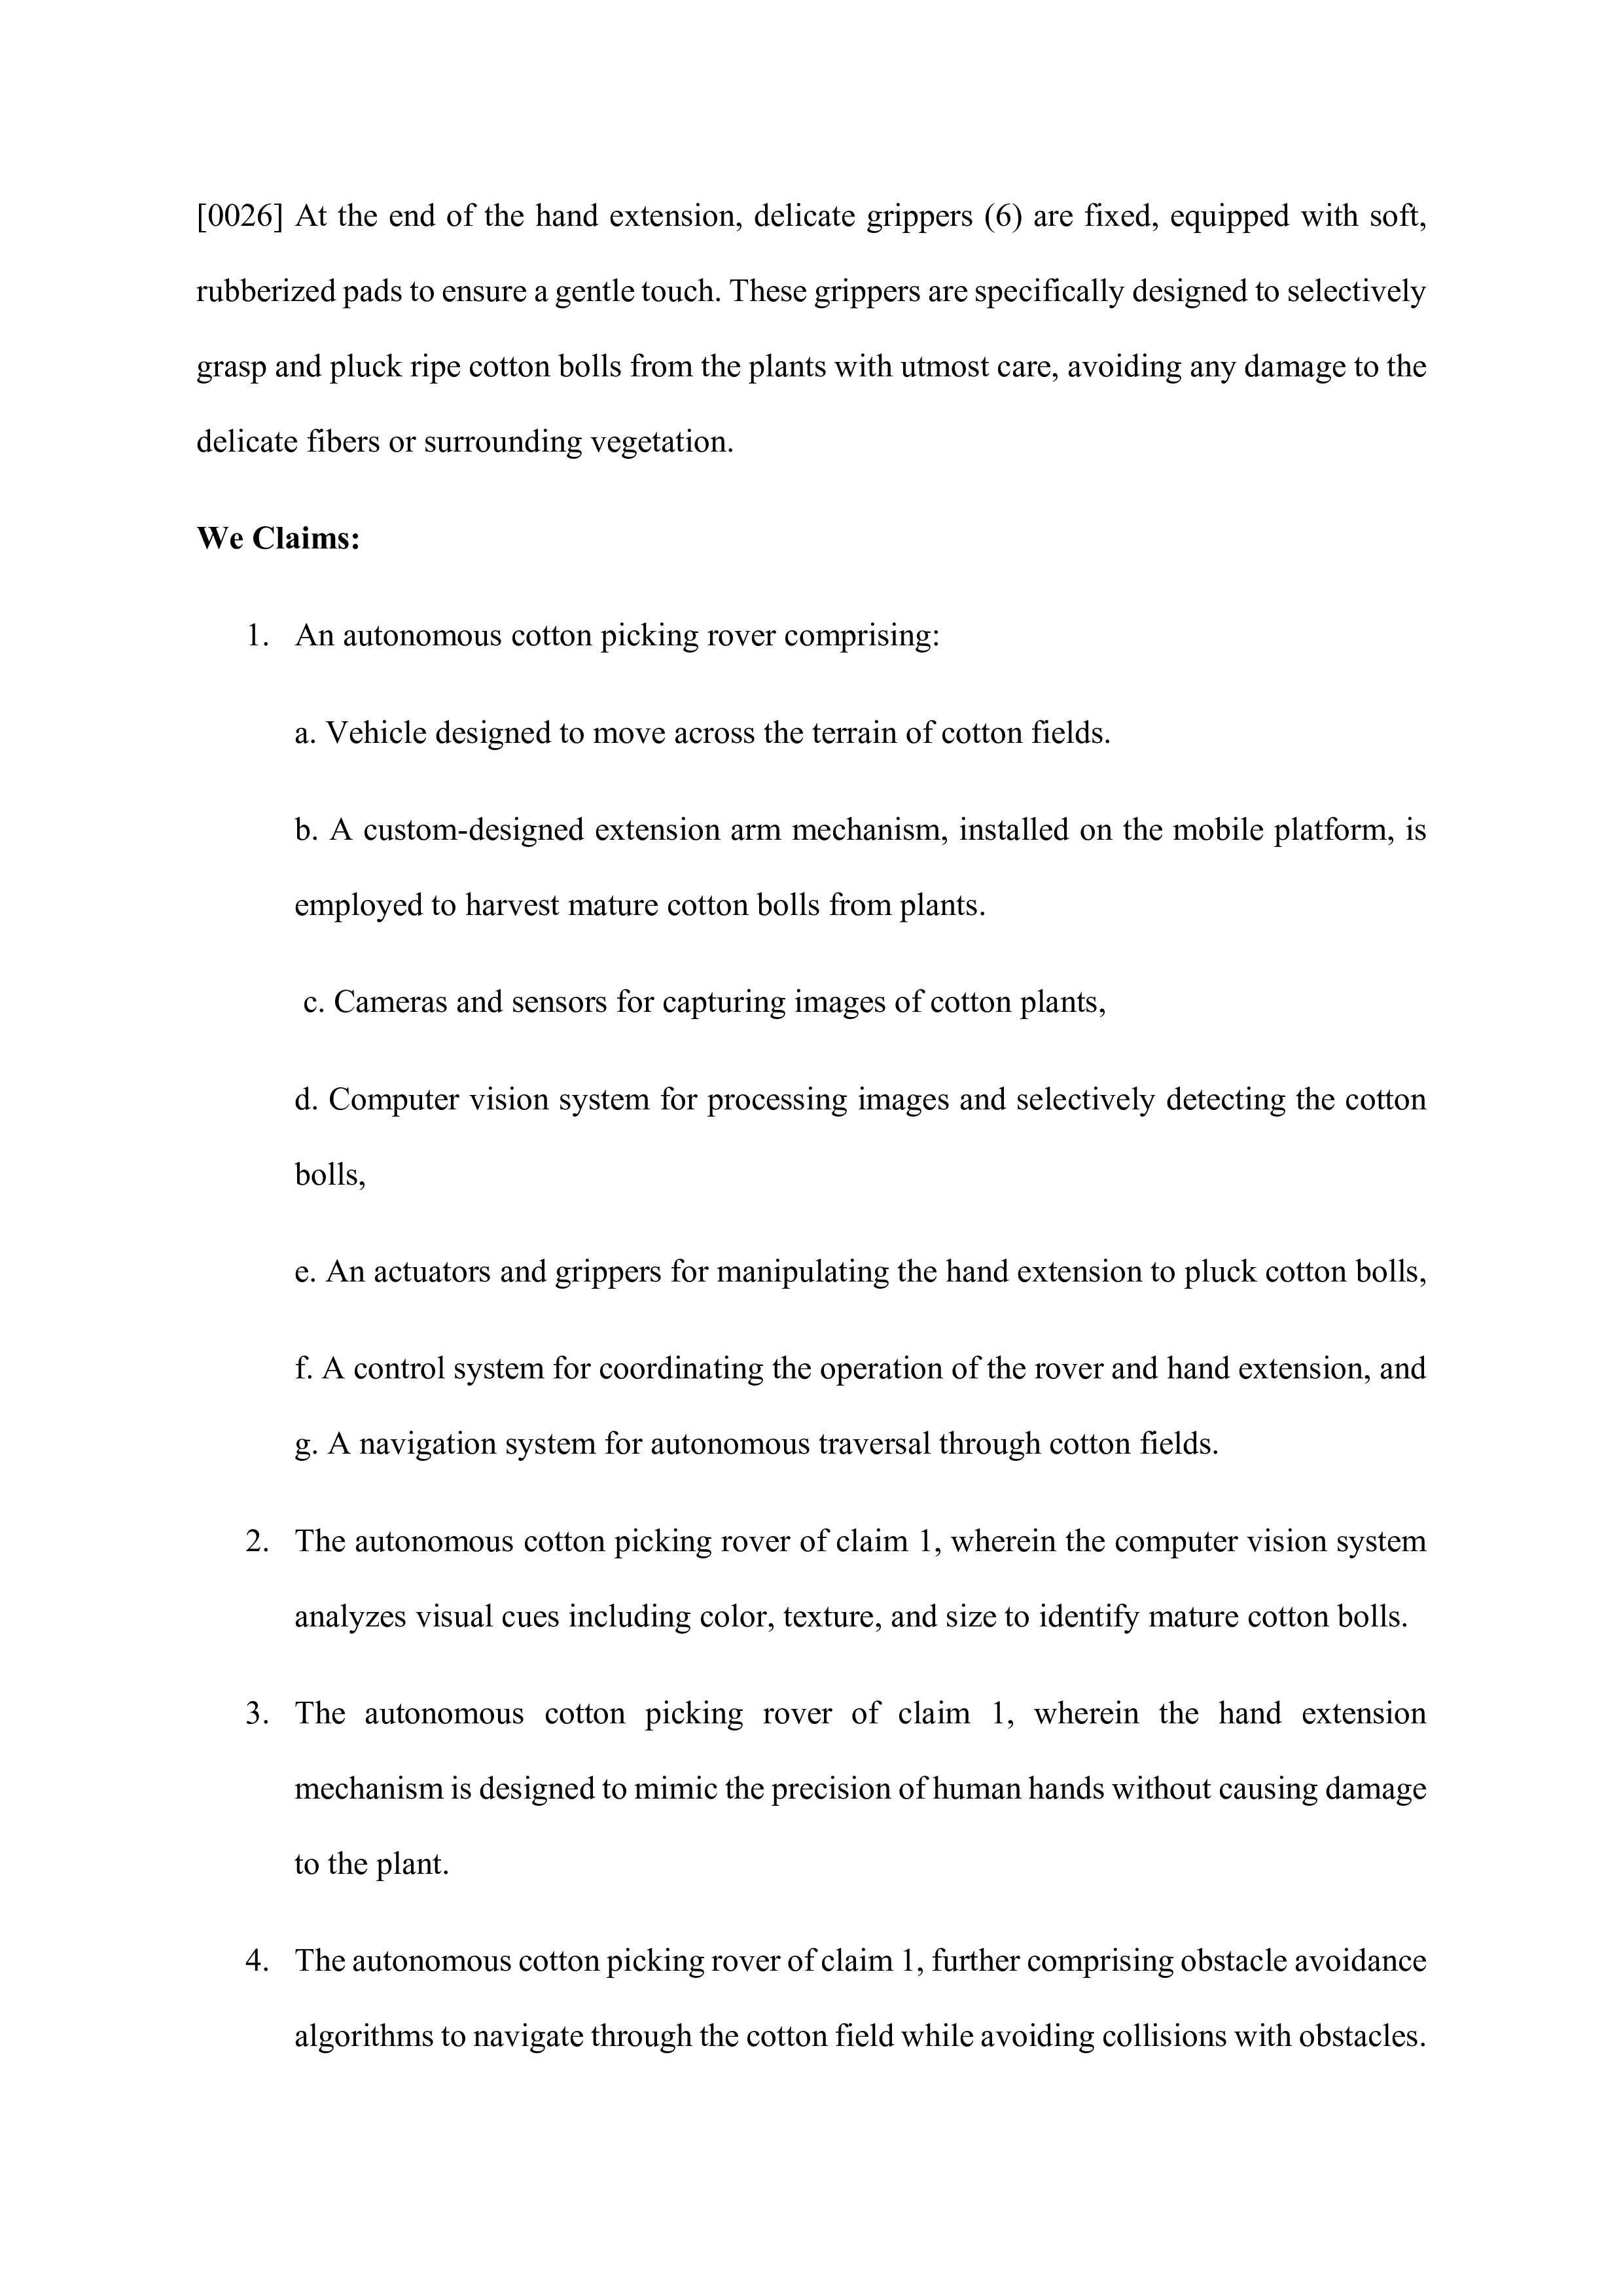 [0026] At the end of the hand extension, delicate grippers (6) are fixed, equipped with soft,
rubberized pads to ensure a gentle touch. These grippers are specifically designed to selectively
grasp and pluck ripe cotton bolls from the plants with utmost care, avoiding any damage to the
delicate fibers or surrounding vegetation.
We Claims:
1. An autonomous cotton picking rover comprising:
a. Vehicle designed to move across the terrain of cotton fields.
b. A custom-designed extension arm mechanism, installed on the mobile platform, is
employed to harvest mature cotton bolls from plants.
c. Cameras and sensors for capturing images of cotton plants,
d. Computer vision system for processing images and selectively detecting the cotton
bolls,
e. An actuators and grippers for manipulating the hand extension to pluck cotton bolls,
f. A control system for coordinating the operation of the rover and hand extension, and
g. A navigation system for autonomous traversal through cotton fields.
2. The autonomous cotton picking rover of claim 1, wherein the computer vision system
analyzes visual cues including color, texture, and size to identify mature cotton bolls.
3. The autonomous cotton picking rover of claim 1, wherein the hand extension
mechanism is designed to mimic the precision of human hands without causing damage
to the plant.
4. The autonomous cotton picking rover of claim 1, further comprising obstacle avoidance
algorithms to navigate through the cotton field while avoiding collisions with obstacles.